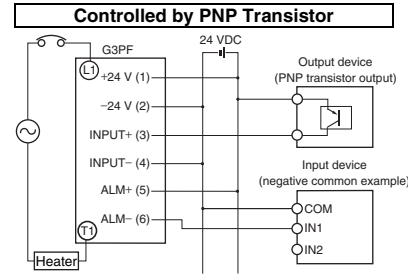 Controlled by PNP Transistor
24 VDC
G3PF
L1
+24 V (1)
−24 V (2)
INPUT+ (3)
INPUT− (4)
ALM+ (5)
ALM− (6)
T1
Heater
Output device
(PNP transistor output)
Input device
(negative common example)
COM
IN1
IN2